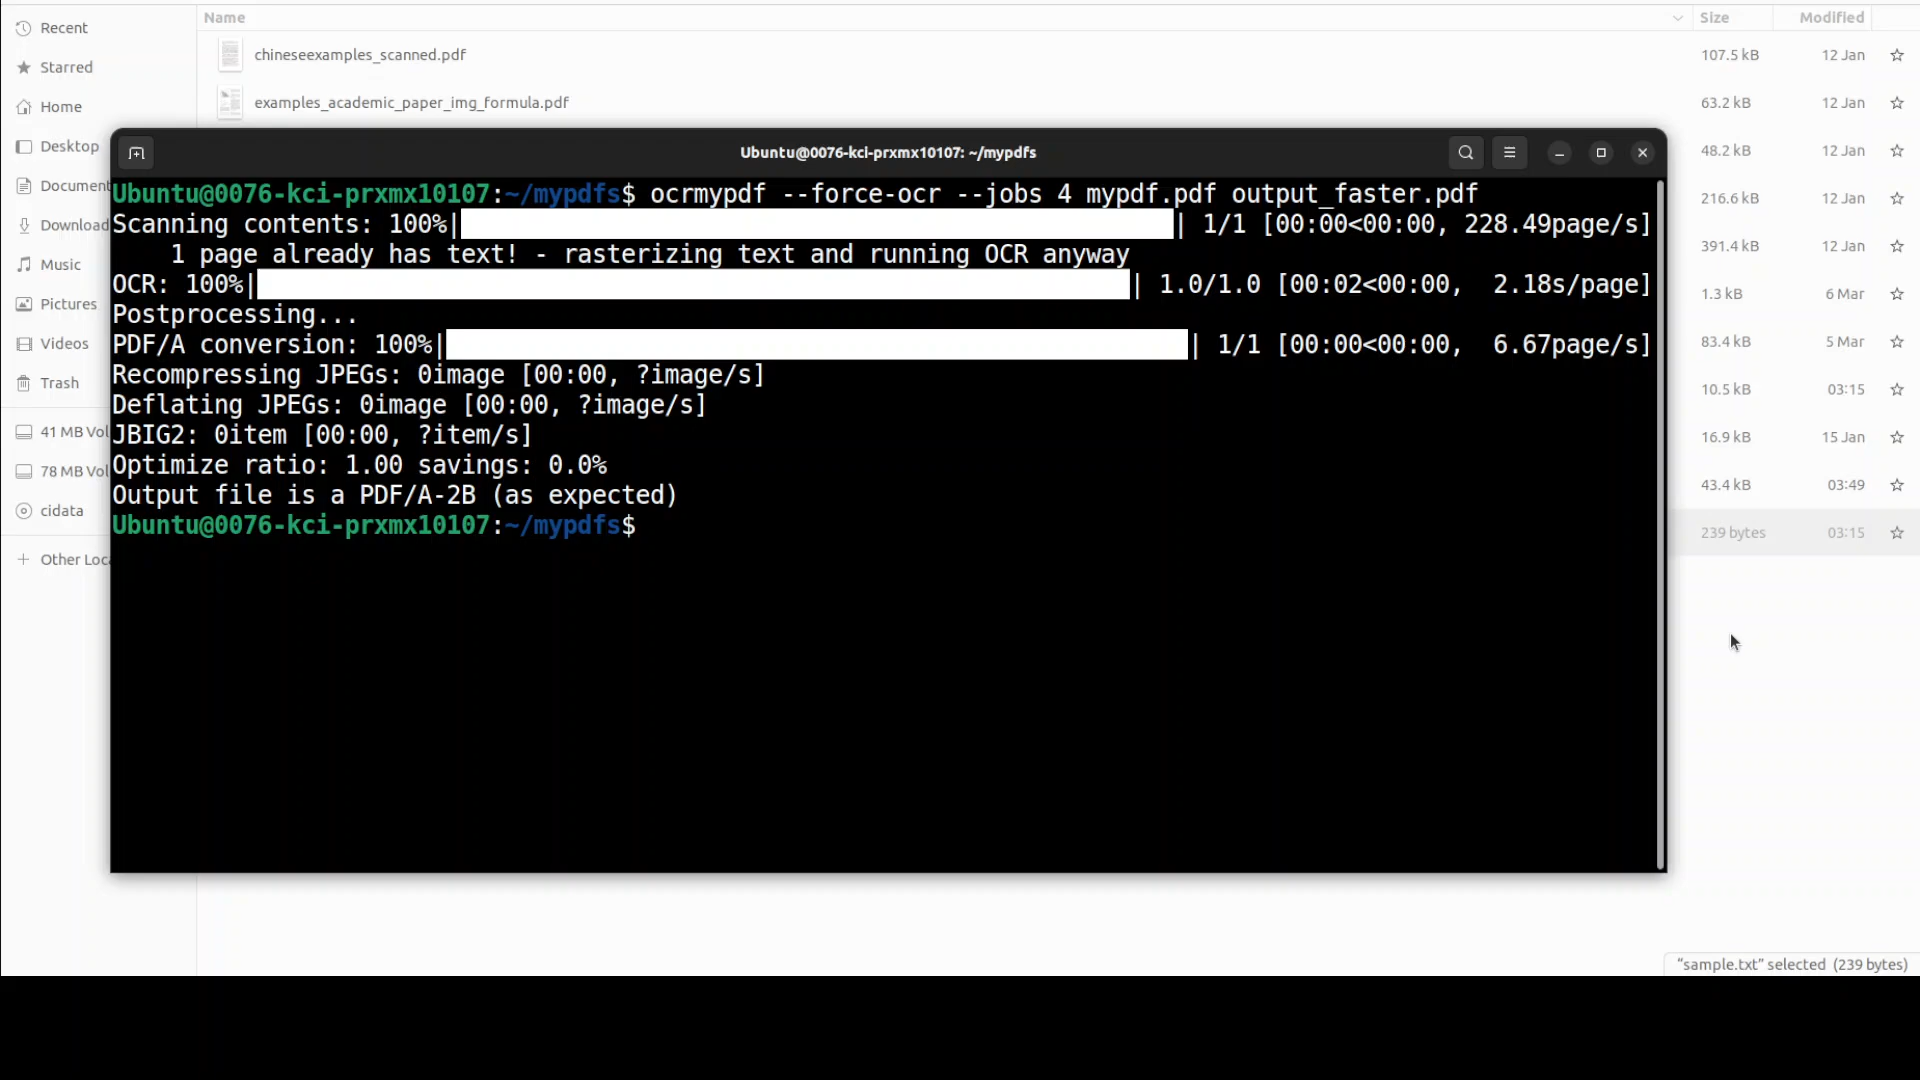 Name
Size
Modified
Recent
chineseexamples_scanned.pdf
107.5 kB
12 Jan
Starred
Home
examples_academic_paper_img_formula.pdf
63.2 kB
12 Jan
Ubuntu@0076-kci-prxmx10107: ~/mypdfs
Desktop
48.2 kB
12 Jan
Document
216.6 kB
12 Jan
Download
391.4 kB
12 Jan
Music
1.3 kB
6 Mar
Pictures
83.4 kB
5 Mar
Videos
10.5 kB
03:15
Trash
16.9 kB
15 Jan
41 MB Vol
43.4 kB
03:49
78 MB Vol
239 bytes
03:15
cidata
Other Loca
Ubuntu@0076-kci-prxmx10107:~/mypdfs$ ocrmypdf --force-ocr --jobs 4 mypdf.pdf output_faster.pdf
Scanning contents: 100%| | 1/1 [00:00<00:00, 228.49page/s]
1 page already has text! - rasterizing text and running OCR anyway
OCR: 100%| | 1.0/1.0 [00:02<00:00, 2.18s/page]
Postprocessing...
PDF/A conversion: 100%| | 1/1 [00:00<00:00, 6.67page/s]
Recompressing JPEGs: 0image [00:00, ?image/s]
Deflating JPEGs: 0image [00:00, ?image/s]
JBIG2: 0item [00:00, ?item/s]
Optimize ratio: 1.00 savings: 0.0%
Output file is a PDF/A-2B (as expected)
Ubuntu@0076-kci-prxmx10107:~/mypdfs$
“sample.txt” selected (239 bytes)